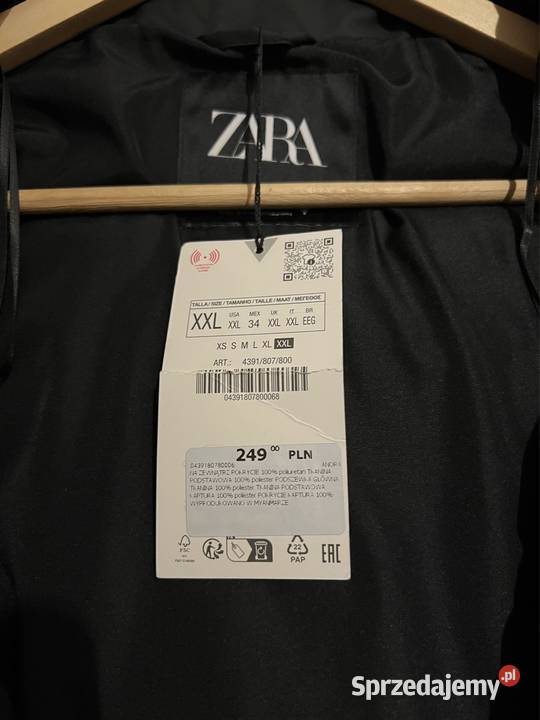 ZARA
TALLA / SIZE / TAMANHO / TAILLE / MAAT / ΜΕΓΕΘΟΣ
XXL USA XXL MEX 34 UK XXL IT. XXL BR EEG
XS S M L XL XXL
ART.: 4391/807/800
04391807800068
249 00 PLN
0439180780006 ANORA
NA ZEWNĄTRZ POKRYCIE 100% poliuretan TKANINA
PODSTAWOWA 100% poliester PODSZEWKA GŁÓWNA
TKANINA 100% poliester TKANINA PODSTAWOWA
KAPTURA 100% poliester POKRYCIE KAPTURA 100%
WYPRODUKOWANO W MYANMARZE
FSC
22
PAP
EAC
Sprzedajemy.pl